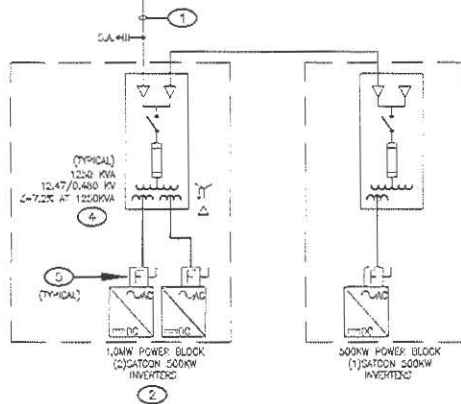 1
(TYPICAL)
1250 KVA
12.47/0.480 KV
Z=7.2% AT 1250KVA
4
5
(TYPICAL)
AC
AC
AC
DC
DC
DC
1.0MW POWER BLOCK
(2)SATCON 500KW
INVERTERS
500KW POWER BLOCK
(1)SATCON 500KW
INVERTERS
2